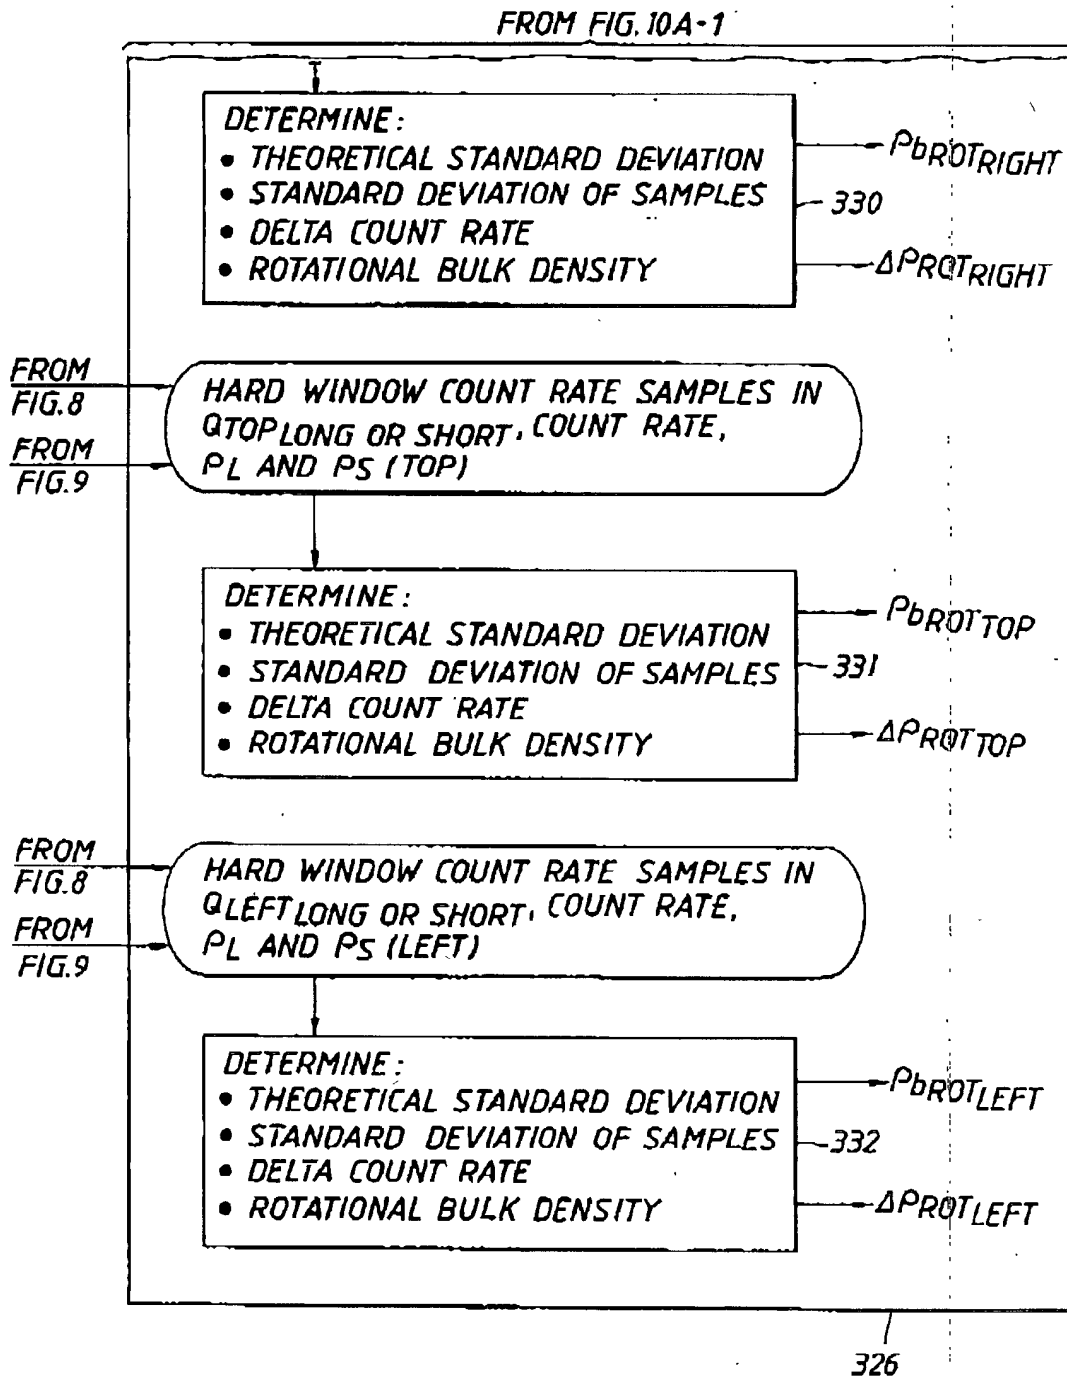 FROM FIG. 10A-1
DETERMINE:
• THEORETICAL STANDARD DEVIATION
• STANDARD DEVIATION OF SAMPLES
• DELTA COUNT RATE
• ROTATIONAL BULK DENSITY
ρbROTRIGHT
330
ΔρROTRIGHT
FROM
FIG.8
FROM
FIG.9
HARD WINDOW COUNT RATE SAMPLES IN
QTOP LONG OR SHORT, COUNT RATE,
ρL AND ρS (TOP)
DETERMINE:
• THEORETICAL STANDARD DEVIATION
• STANDARD DEVIATION OF SAMPLES
• DELTA COUNT RATE
• ROTATIONAL BULK DENSITY
ρbROTTOP
331
ΔρROTTOP
FROM
FIG.8
FROM
FIG.9
HARD WINDOW COUNT RATE SAMPLES IN
QLEFT LONG OR SHORT, COUNT RATE,
ρL AND ρS (LEFT)
DETERMINE:
• THEORETICAL STANDARD DEVIATION
• STANDARD DEVIATION OF SAMPLES
• DELTA COUNT RATE
• ROTATIONAL BULK DENSITY
ρbROTLEFT
332
ΔρROTLEFT
326